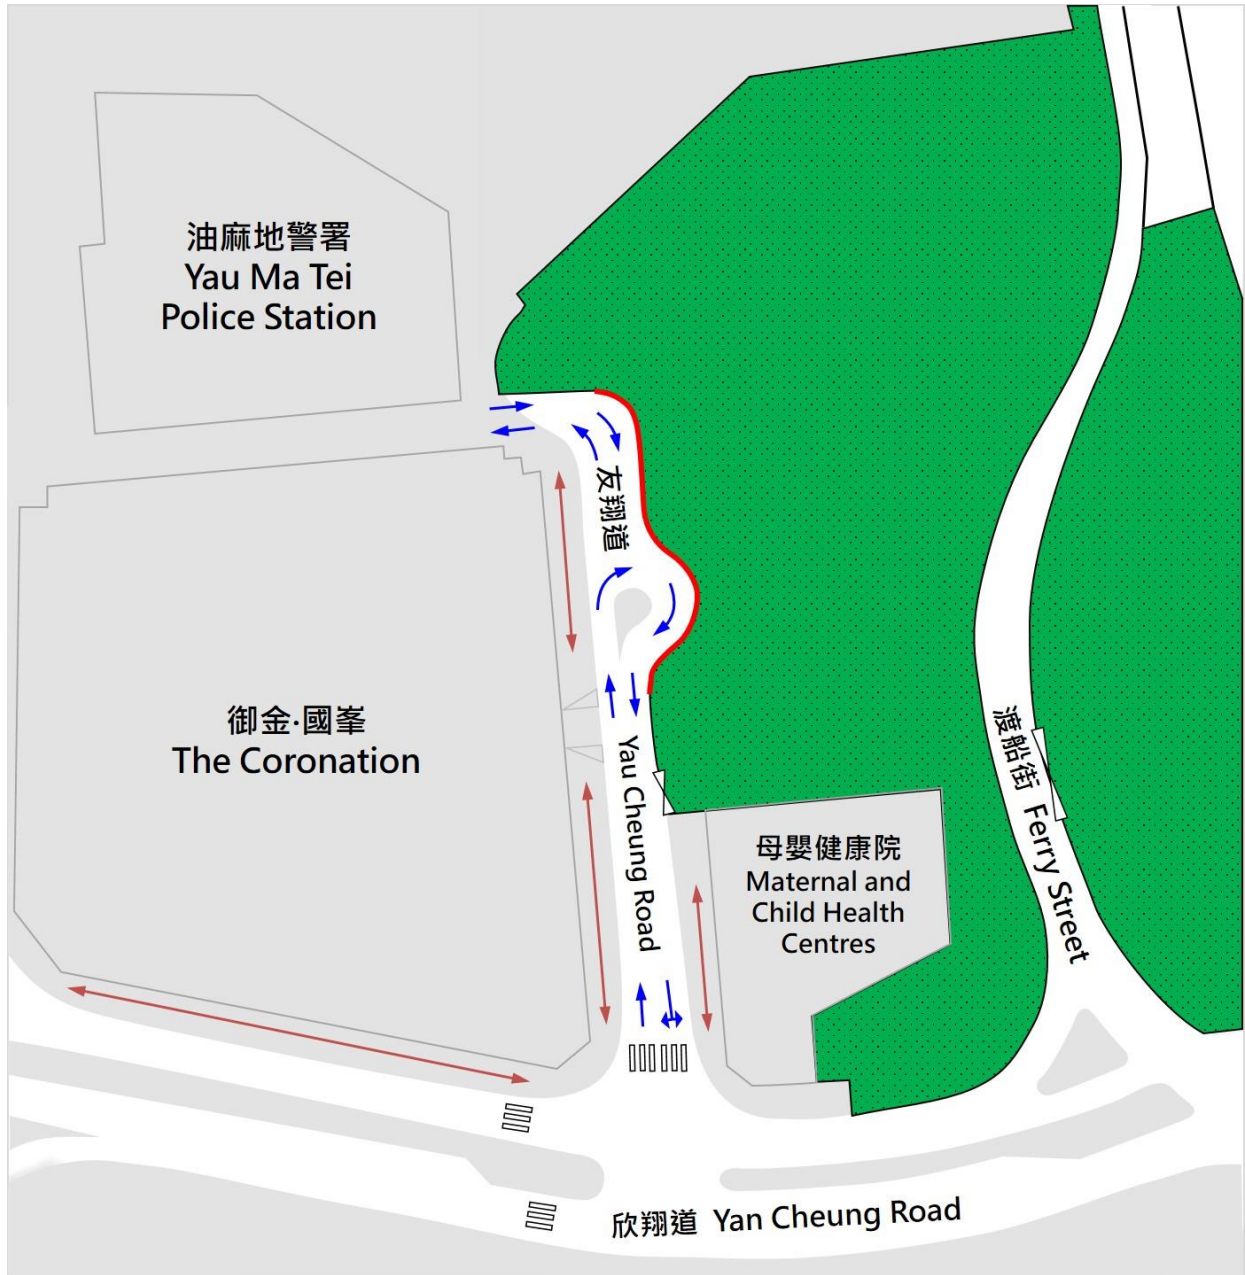 油麻地警署
Yau Ma Tei
Police Station
友翔道
Yau Cheung Road
御金·國峯
The Coronation
渡船街 Ferry Street
母嬰健康院
Maternal and
Child Health
Centres
欣翔道 Yan Cheung Road